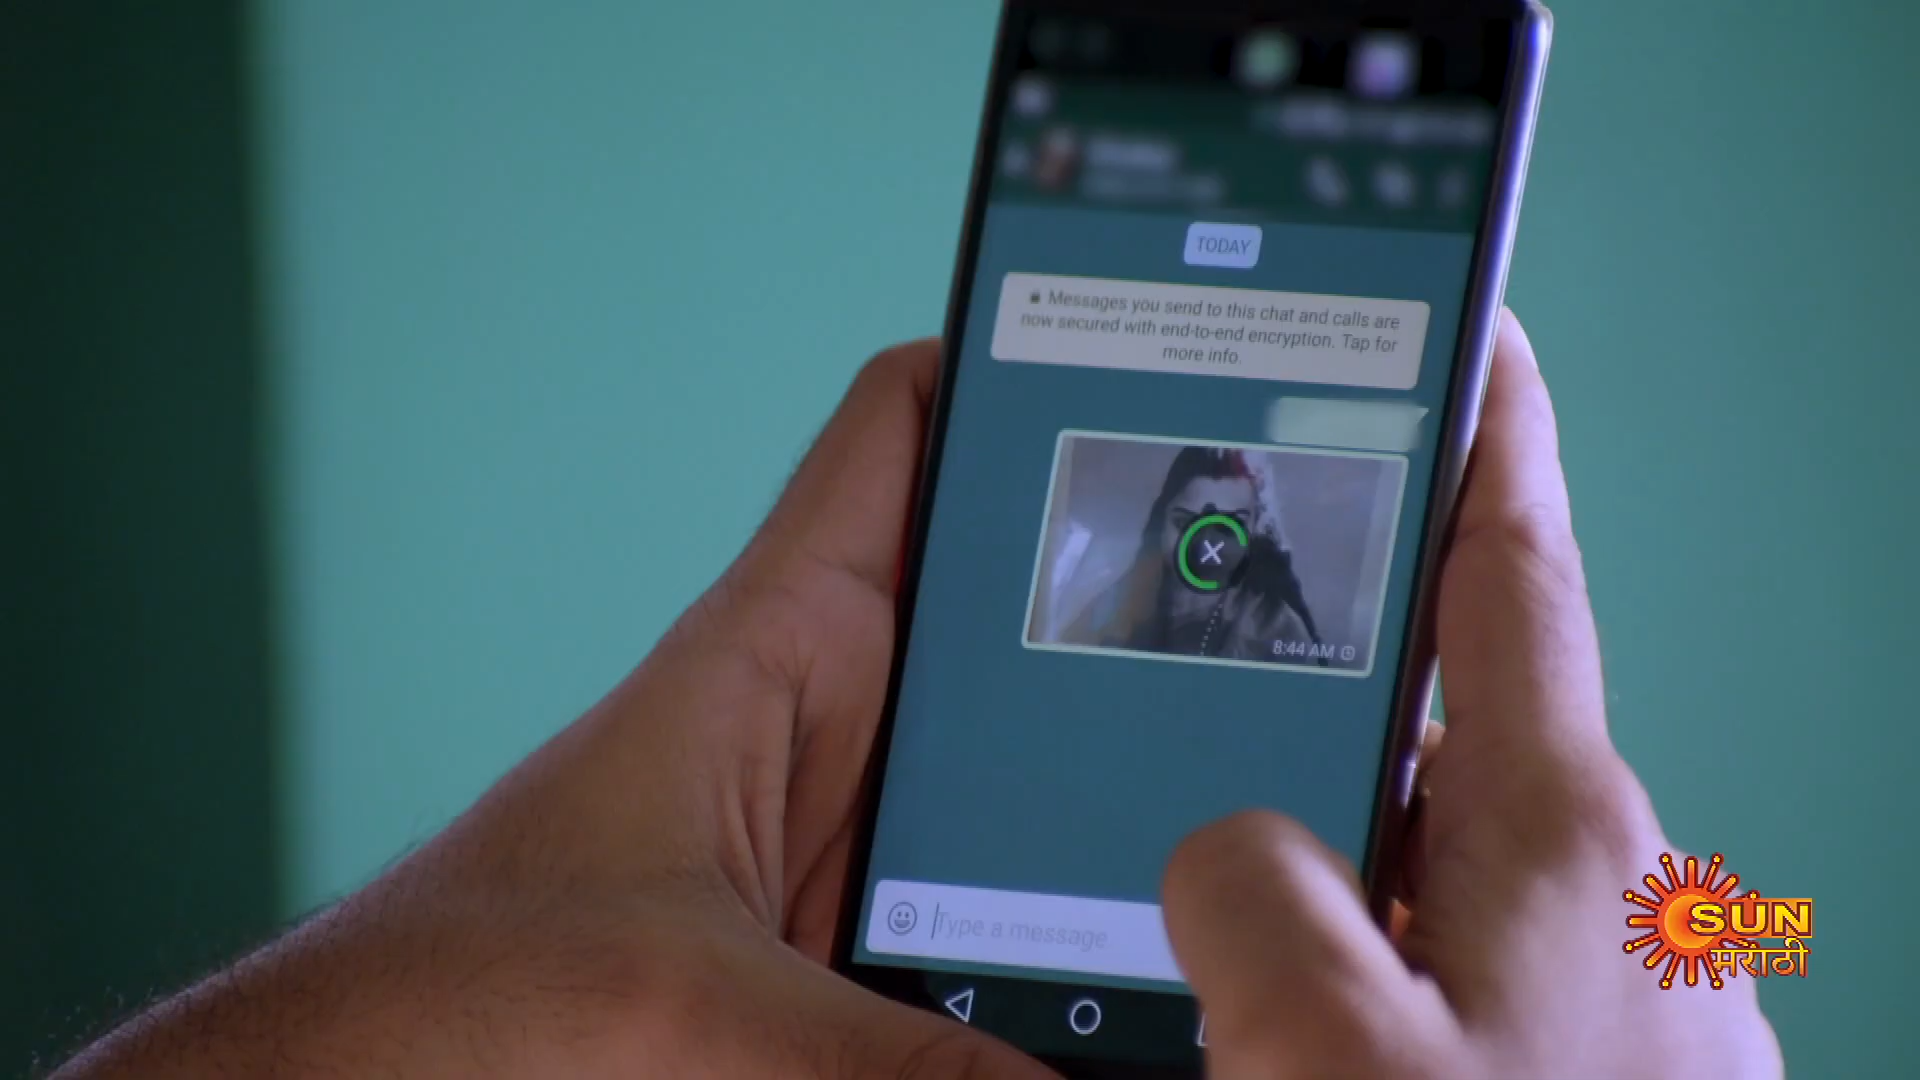 TODAY
Messages you send to this chat and calls are
now secured with end-to-end encryption. Tap for
more info.
8:44 AM
Type a message
SUN
मराठी